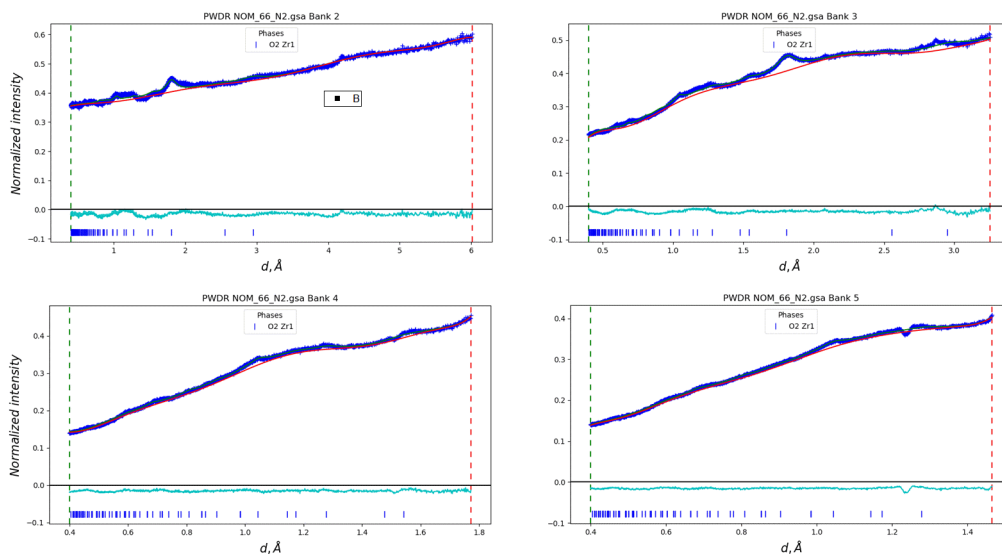 PWDR NOM_66_N2.gsa Bank 2
Phases
O2 Zr1
B
Normalized intensity
0.6
0.5
0.4
0.3
0.2
0.1
0.0
−0.1
1 2 3 4 5 6
d, Å
PWDR NOM_66_N2.gsa Bank 3
Phases
O2 Zr1
0.5
0.4
0.3
0.2
0.1
0.0
−0.1
0.5 1.0 1.5 2.0 2.5 3.0
d, Å
PWDR NOM_66_N2.gsa Bank 4
Phases
O2 Zr1
Normalized intensity
0.4
0.3
0.2
0.1
0.0
−0.1
0.4 0.6 0.8 1.0 1.2 1.4 1.6 1.8
d, Å
PWDR NOM_66_N2.gsa Bank 5
Phases
O2 Zr1
0.4
0.3
0.2
0.1
0.0
−0.1
0.4 0.6 0.8 1.0 1.2 1.4
d, Å